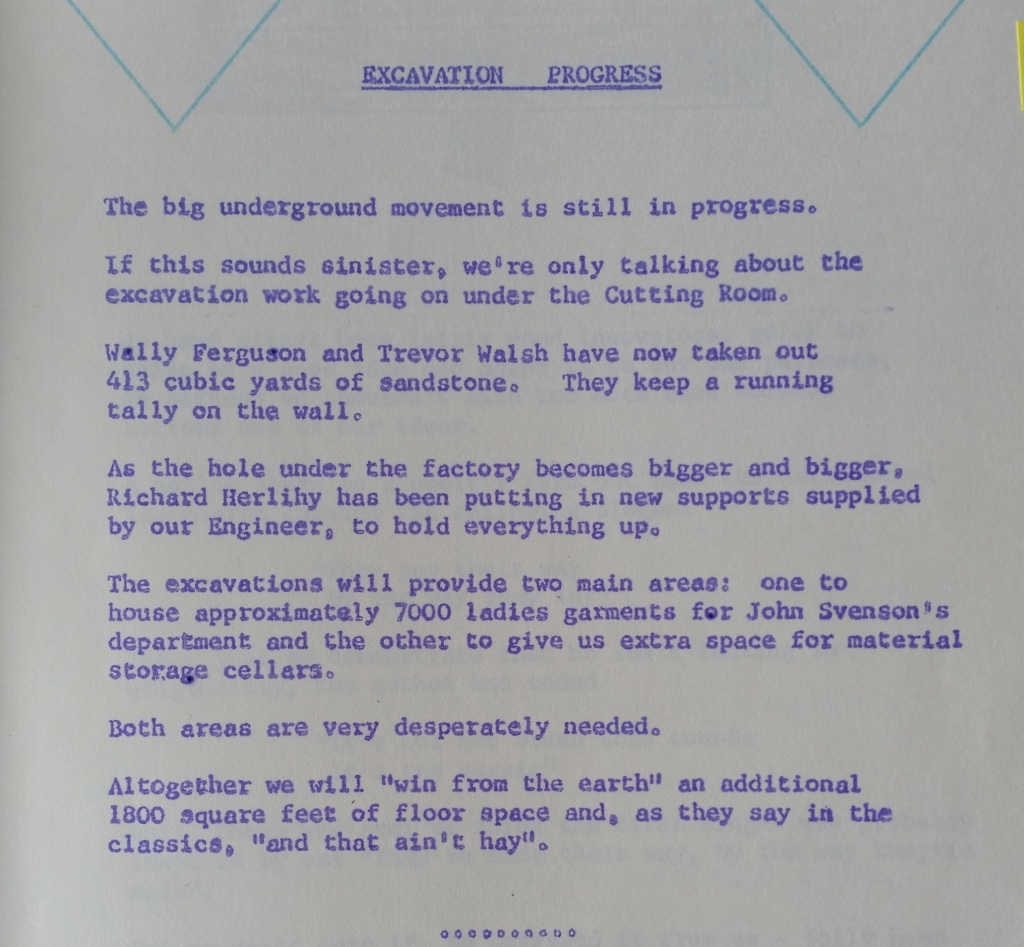 EXCAVATION PROGRESS
The big underground movement is still in progress.
If this sounds sinister, we're only talking about the
excavation work going on under the Cutting Room.
Wally Ferguson and Trevor Walsh have now taken out
413 cubic yards of sandstone. They keep a running
tally on the wall.
As the hole under the factory becomes bigger and bigger,
Richard Herlihy has been putting in new supports supplied
by our Engineer, to hold everything up.
The excavations will provide two main areas: one to
house approximately 7000 ladies garments for John Svenson's
department and the other to give us extra space for material
storage cellars.
Both areas are very desperately needed.
Altogether we will "win from the earth" an additional
1800 square feet of floor space and, as they say in the
classics, "and that ain't hay".
..........